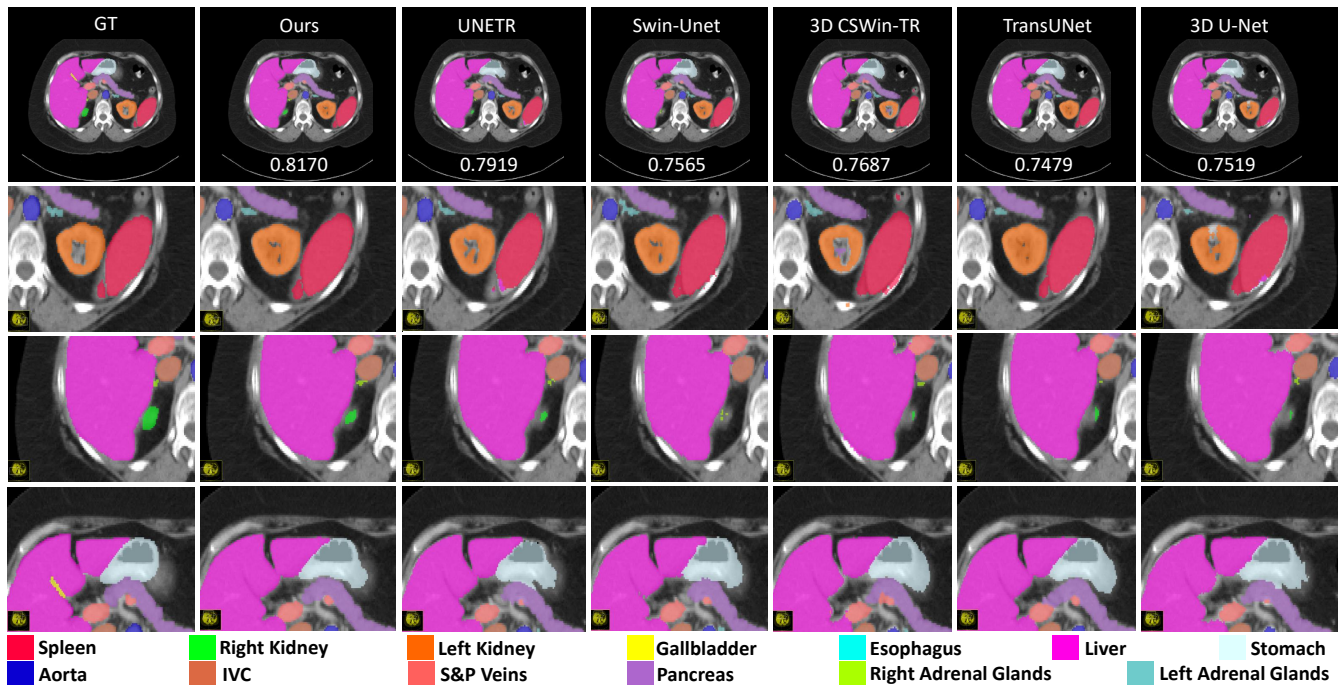 GT Ours UNETR Swin-Unet 3D CSWin-TR TransUNet 3D U-Net
0.8170 0.7919 0.7565 0.7687 0.7479 0.7519
Spleen Right Kidney Left Kidney Gallbladder Esophagus Liver Stomach
Aorta IVC S&P Veins Pancreas Right Adrenal Glands Left Adrenal Glands